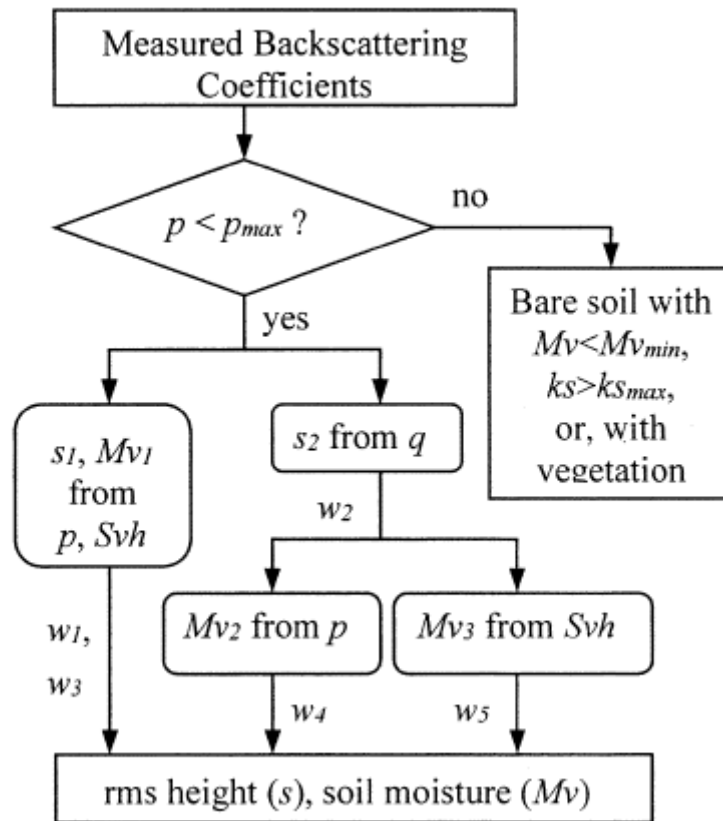 Measured Backscattering
Coefficients
p < pmax ?
no
yes
Bare soil with
Mv<Mvmin,
ks>ksmax,
or, with
vegetation
s1, Mv1
from
p, Svh
s2 from q
w2
Mv2 from p
Mv3 from Svh
w1,
w3
w4
w5
rms height (s), soil moisture (Mv)